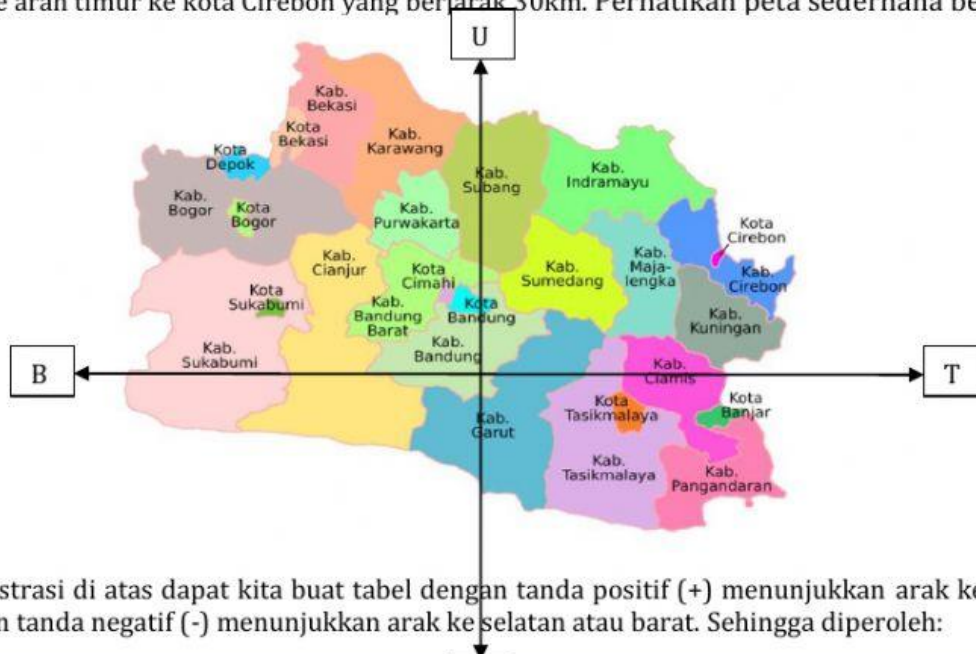 e arah timur ke kota Cirebon yang berjarak 30km. Perhatikan peta sederhana be
U
Kab.
Bekasi
Kota
Bekasi
Kab.
Karawang
Kota
Depok
Kab.
Subang
Kab.
Indramayu
Kab.
Bogor
Kota
Bogor
Kab.
Purwakarta
Kota
Cirebon
Kab.
Cianjur
Kota
Cimahi
Kab.
Sumedang
Kab.
Maja-
lengka
Kab.
Cirebon
Kota
Sukabumi
Kab.
Bandung
Barat
Kota
Bandung
Kab.
Kuningan
Kab.
Sukabumi
Kab.
Bandung
B
T
Kab.
Ciamis
Kota
Tasikmalaya
Kota
Banjar
Kab.
Garut
Kab.
Tasikmalaya
Kab.
Pangandaran
strasi di atas dapat kita buat tabel dengan tanda positif (+) menunjukkan arak ke
n tanda negatif (-) menunjukkan arak ke selatan atau barat. Sehingga diperoleh: